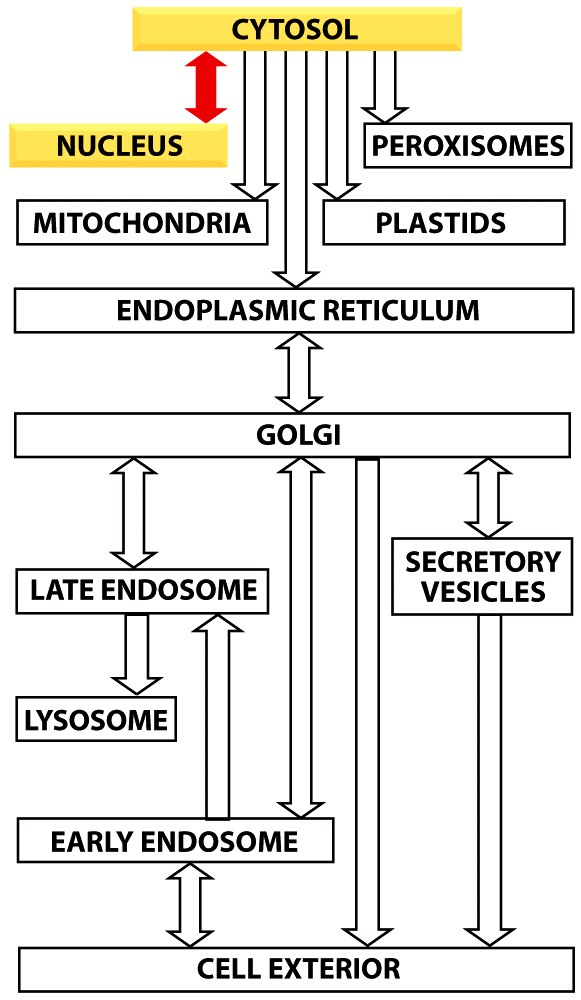 CYTOSOL
NUCLEUS
PEROXISOMES
MITOCHONDRIA
PLASTIDS
ENDOPLASMIC RETICULUM
GOLGI
SECRETORY
VESICLES
LATE ENDOSOME
LYSOSOME
EARLY ENDOSOME
CELL EXTERIOR